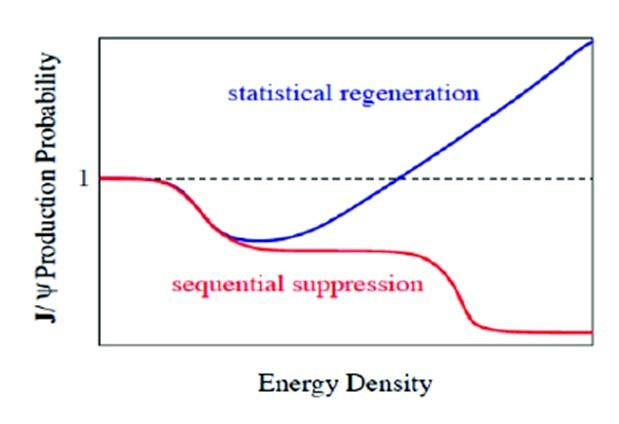 J/ψ Production Probability
statistical regeneration
1
sequential suppression
Energy Density